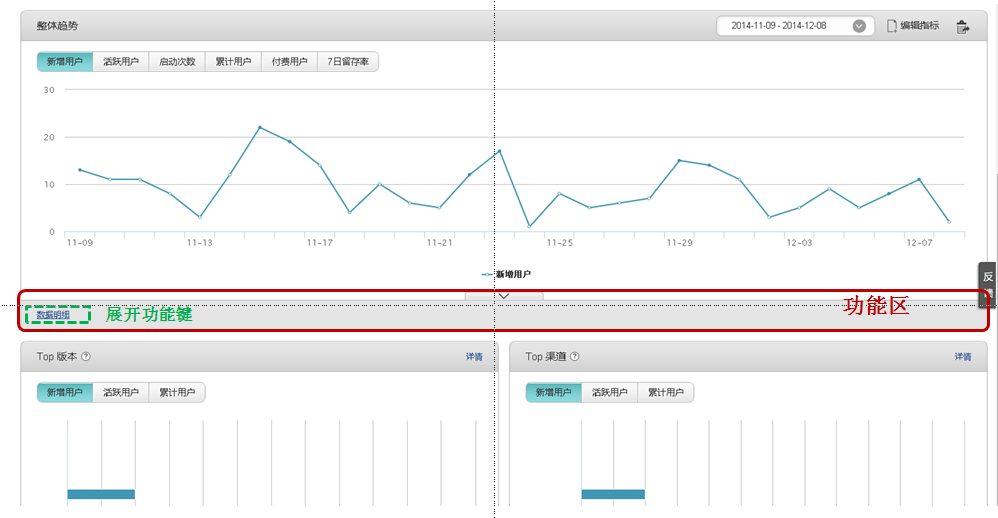 整体趋势
2014-11-09 - 2014-12-08
编辑指标
新增用户 活跃用户 启动次数 累计用户 付费用户 7日留存率
30
20
10
0
11-09 11-13 11-17 11-21 11-25 11-29 12-03 12-07
新增用户
反
数据明细 展开功能键 功能区
Top 版本 ? 详情
Top 渠道 ? 详情
新增用户 活跃用户 累计用户
新增用户 活跃用户 累计用户